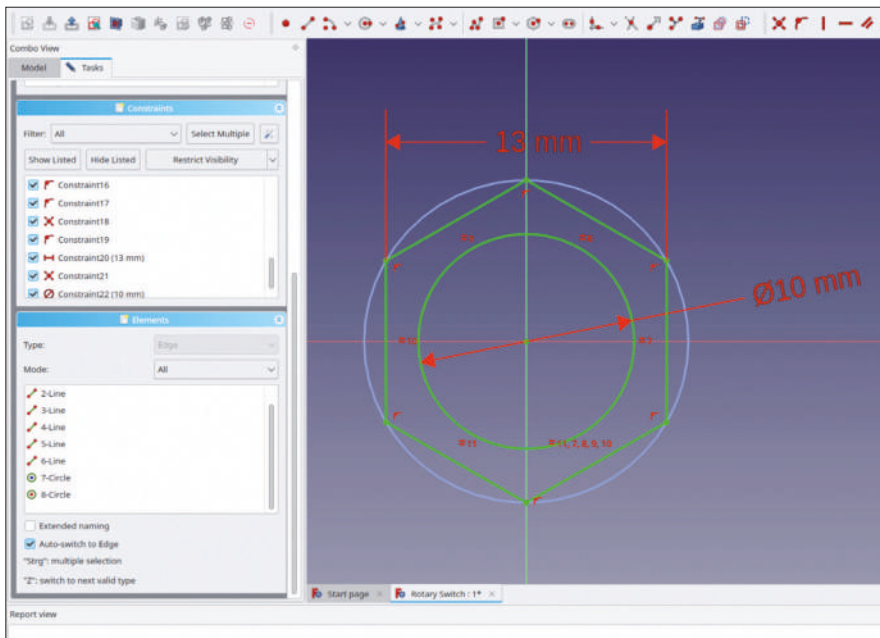 Combo View
Model
Tasks
Constraints
Filter: All
Select Multiple
Show Listed
Hide Listed
Restrict Visibility
Constraint16
Constraint17
Constraint18
Constraint19
Constraint20 (13 mm)
Constraint21
Constraint22 (10 mm)
Elements
Type: Edge
Mode: All
2-Line
3-Line
4-Line
5-Line
6-Line
7-Circle
8-Circle
Extended naming
Auto-switch to Edge
"Strg": multiple selection
"Z": switch to next valid type
13 mm
Ø10 mm
Start page
Rotary Switch : 1*
Report view